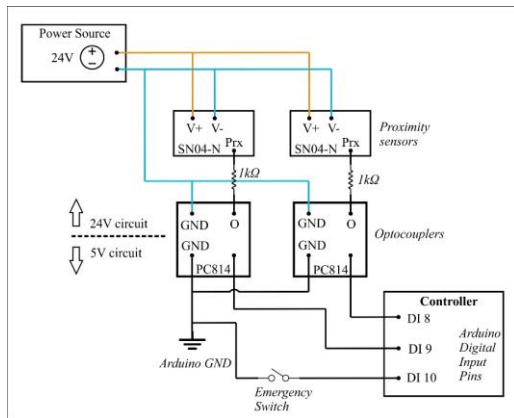 Power Source
24V
V+ V-
Prx
SN04-N
V+ V-
Prx
SN04-N
Proximity
sensors
1kΩ
1kΩ
24V circuit
5V circuit
GND O
GND
PC814
GND O
GND
PC814
Optocouplers
Controller
DI 8
DI 9
DI 10
Arduino
Digital
Input
Pins
Arduino GND
Emergency
Switch